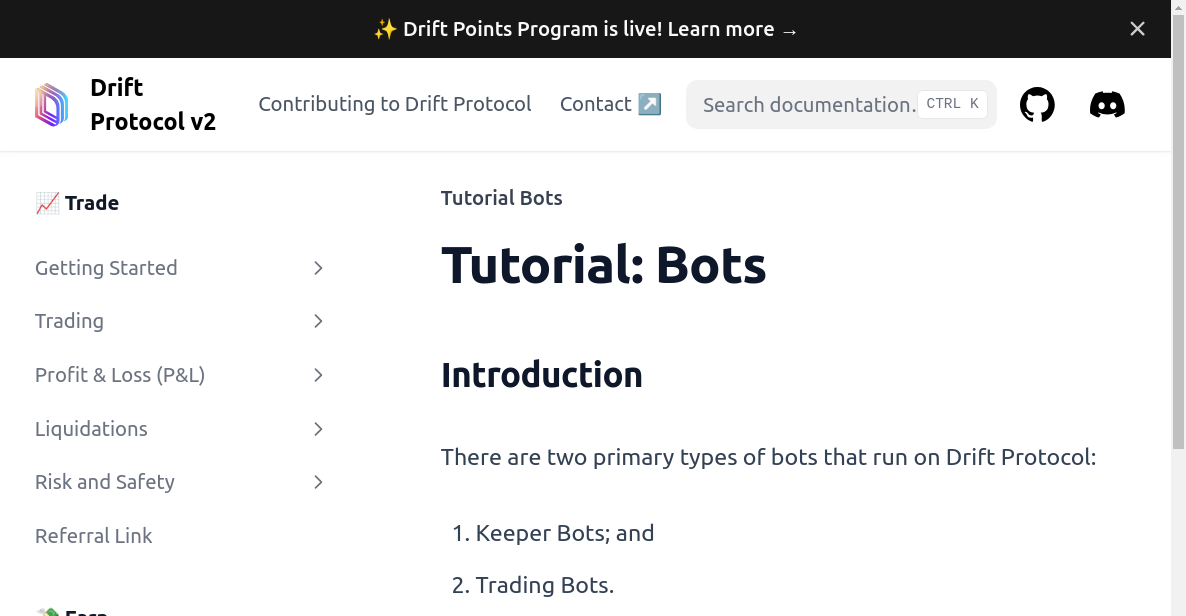 ✨ Drift Points Program is live! Learn more →
Drift
Protocol v2
Contributing to Drift Protocol
Contact ↗️
Search documentation.
CTRL K
📈 Trade
Getting Started
Trading
Profit & Loss (P&L)
Liquidations
Risk and Safety
Referral Link
💸 Earn
Tutorial Bots
Tutorial: Bots
Introduction
There are two primary types of bots that run on Drift Protocol:
1. Keeper Bots; and
2. Trading Bots.